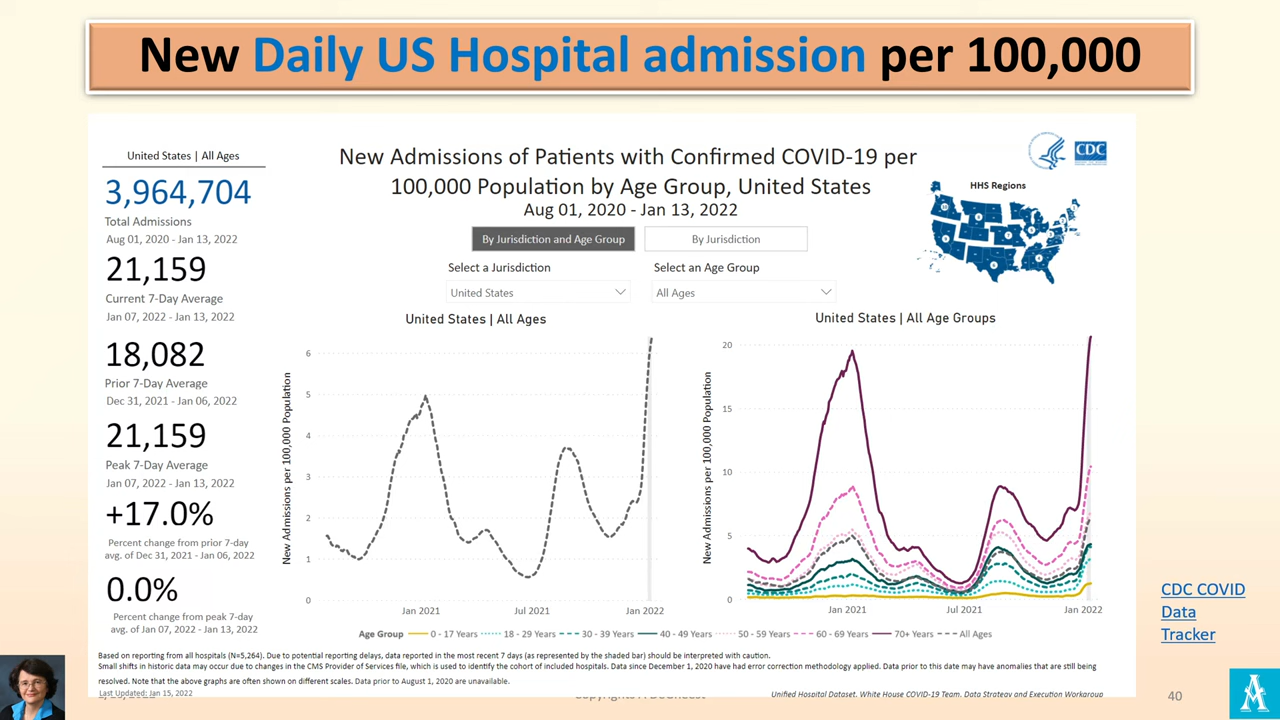 New Daily US Hospital admission per 100,000
United States | All Ages
3,964,704
Total Admissions
Aug 01, 2020 - Jan 13, 2022
21,159
Current 7-Day Average
Jan 07, 2022 - Jan 13, 2022
18,082
Prior 7-Day Average
Dec 31, 2021 - Jan 06, 2022
21,159
Peak 7-Day Average
Jan 07, 2022 - Jan 13, 2022
+17.0%
Percent change from prior 7-day
avg. of Dec 31, 2021 - Jan 06, 2022
0.0%
Percent change from peak 7-day
avg. of Jan 07, 2022 - Jan 13, 2022
New Admissions of Patients with Confirmed COVID-19 per
100,000 Population by Age Group, United States
Aug 01, 2020 - Jan 13, 2022
CDC
HHS Regions
By Jurisdiction and Age Group
By Jurisdiction
Select a Jurisdiction
Select an Age Group
United States
All Ages
United States | All Ages
New Admissions per 100,000 Population
6
5
4
3
2
1
0
Jan 2021 Jul 2021 Jan 2022
United States | All Age Groups
New Admissions per 100,000 Population
20
15
10
5
0
Jan 2021 Jul 2021 Jan 2022
Age Group 0 - 17 Years 18 - 29 Years 30 - 39 Years 40 - 49 Years 50 - 59 Years 60 - 69 Years 70+ Years All Ages
Based on reporting from all hospitals (N=5,264). Due to potential reporting delays, data reported in the most recent 7 days (as represented by the shaded bar) should be interpreted with caution.
Small shifts in historic data may occur due to changes in the CMS Provider of Services file, which is used to identify the cohort of included hospitals. Data since December 1, 2020 have had error correction methodology applied. Data prior to this date may have anomalies that are still being
resolved. Note that the above graphs are often shown on different scales. Data prior to August 1, 2020 are unavailable.
Last Updated: Jan 15, 2022
Unified Hospital Dataset, White House COVID-19 Team, Data Strategy and Execution Workgroup
CDC COVID
Data
Tracker
40